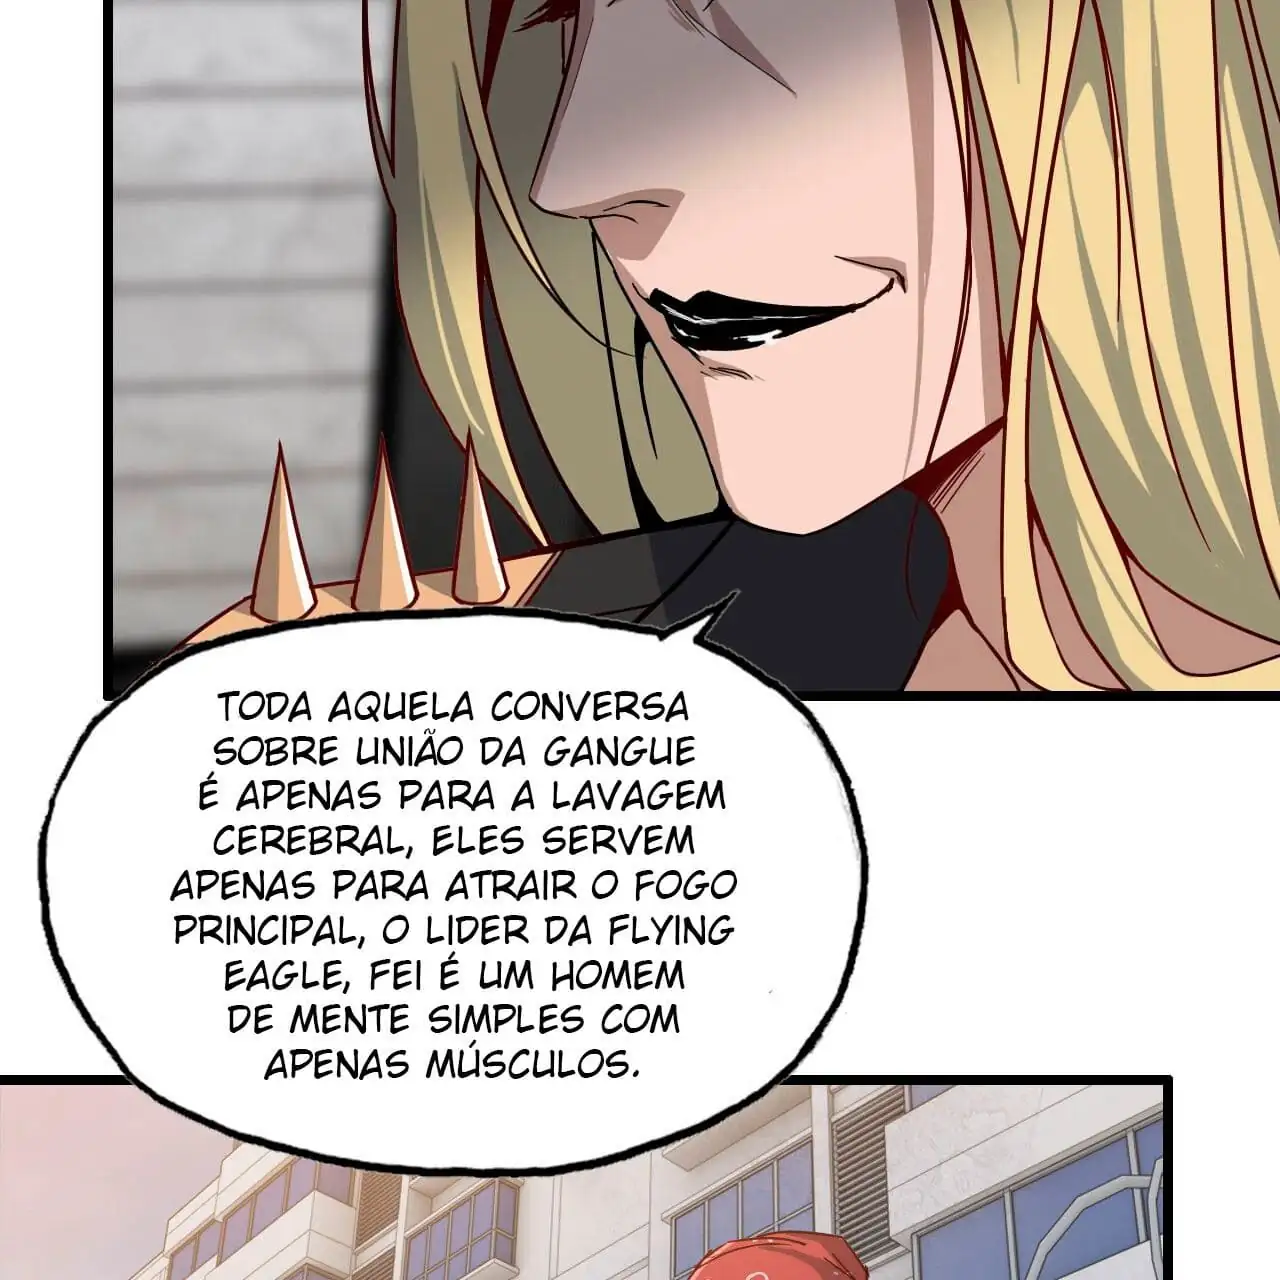 TODA AQUELA CONVERSA
SOBRE UNIÃO DA GANGUE
É APENAS PARA A LAVAGEM
CEREBRAL, ELES SERVEM
APENAS PARA ATRAIR O FOGO
PRINCIPAL, O LIDER DA FLYING
EAGLE, FEI É UM HOMEM
DE MENTE SIMPLES COM
APENAS MÚSCULOS.